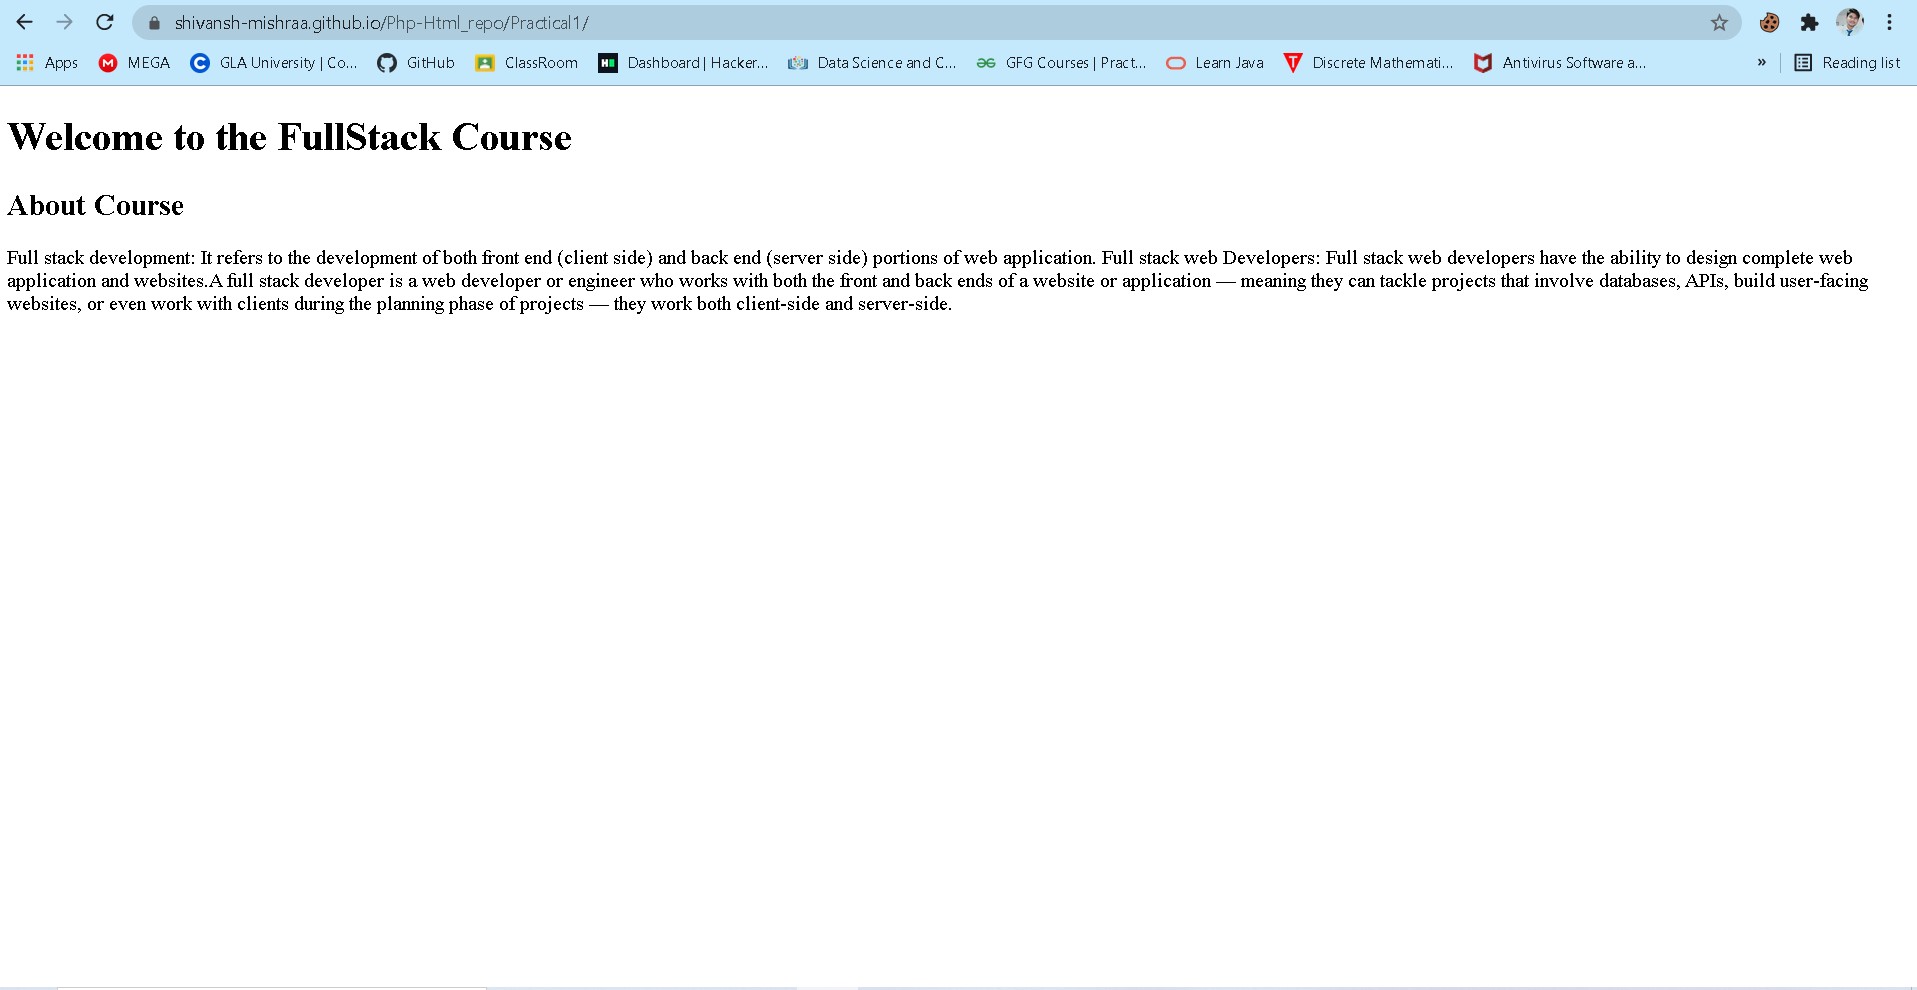 shivansh-mishraa.github.io/Php-Html_repo/Practical1/
Apps MEGA GLA University | Co... GitHub ClassRoom Dashboard | Hacker... Data Science and C... GFG Courses | Pract... Learn Java Discrete Mathemati... Antivirus Software a... » Reading list
Welcome to the FullStack Course
About Course
Full stack development: It refers to the development of both front end (client side) and back end (server side) portions of web application. Full stack web Developers: Full stack web developers have the ability to design complete web
application and websites.A full stack developer is a web developer or engineer who works with both the front and back ends of a website or application — meaning they can tackle projects that involve databases, APIs, build user-facing
websites, or even work with clients during the planning phase of projects — they work both client-side and server-side.